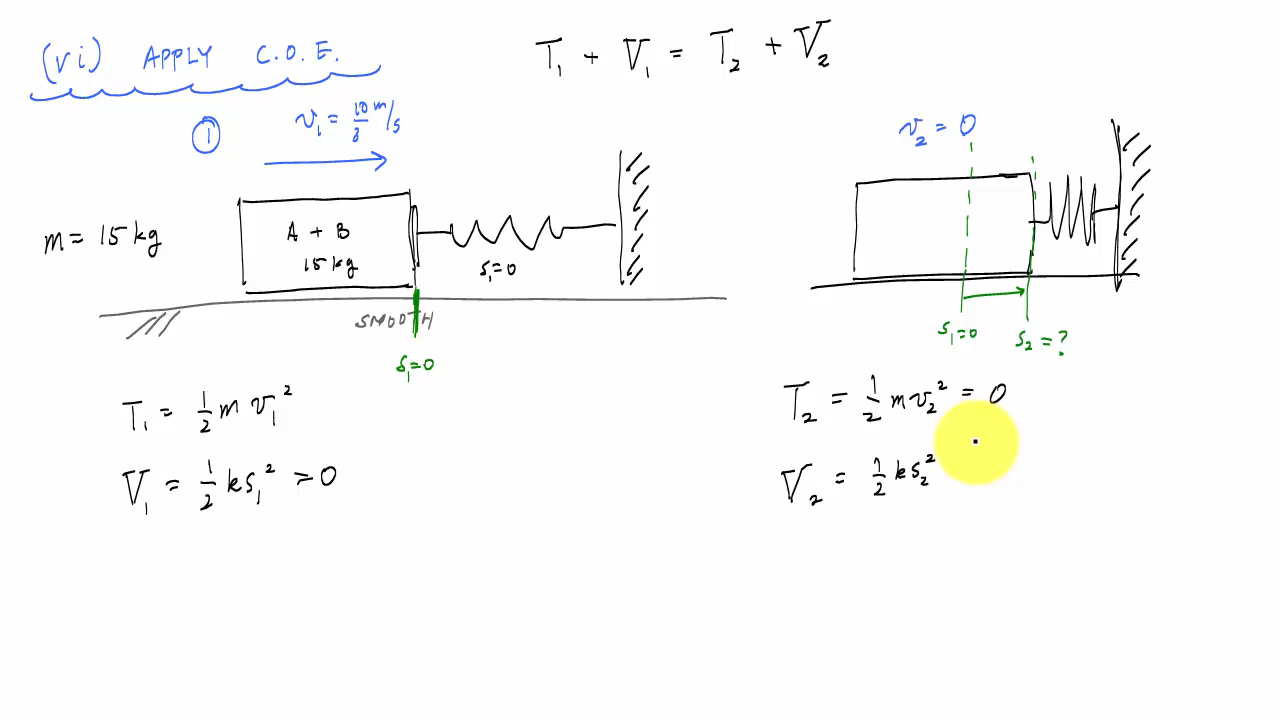 (vi) APPLY C.O.E.
T₁ + V₁ = T₂ + V₂
①
v₁ = 10/3 m/s
v₂ = 0
m = 15 kg
A + B
15 kg
s₁=0
SMOOTH
s₁=0
s₁=0
s₂=?
T₁ = 1/2 m v₁²
V₁ = 1/2 k s₁² = 0
T₂ = 1/2 m v₂² = 0
V₂ = 1/2 k s₂²